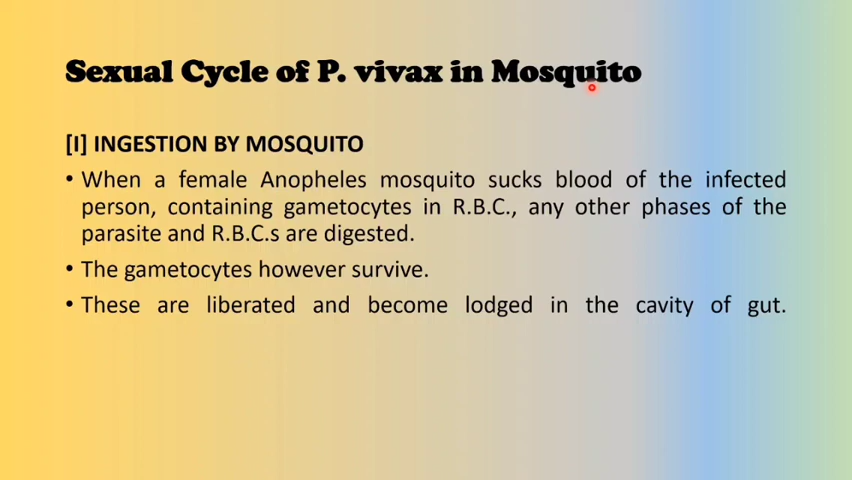 Sexual Cycle of P. vivax in Mosquito
[I] INGESTION BY MOSQUITO
• When a female Anopheles mosquito sucks blood of the infected
person, containing gametocytes in R.B.C., any other phases of the
parasite and R.B.C.s are digested.
• The gametocytes however survive.
• These are liberated and become lodged in the cavity of gut.